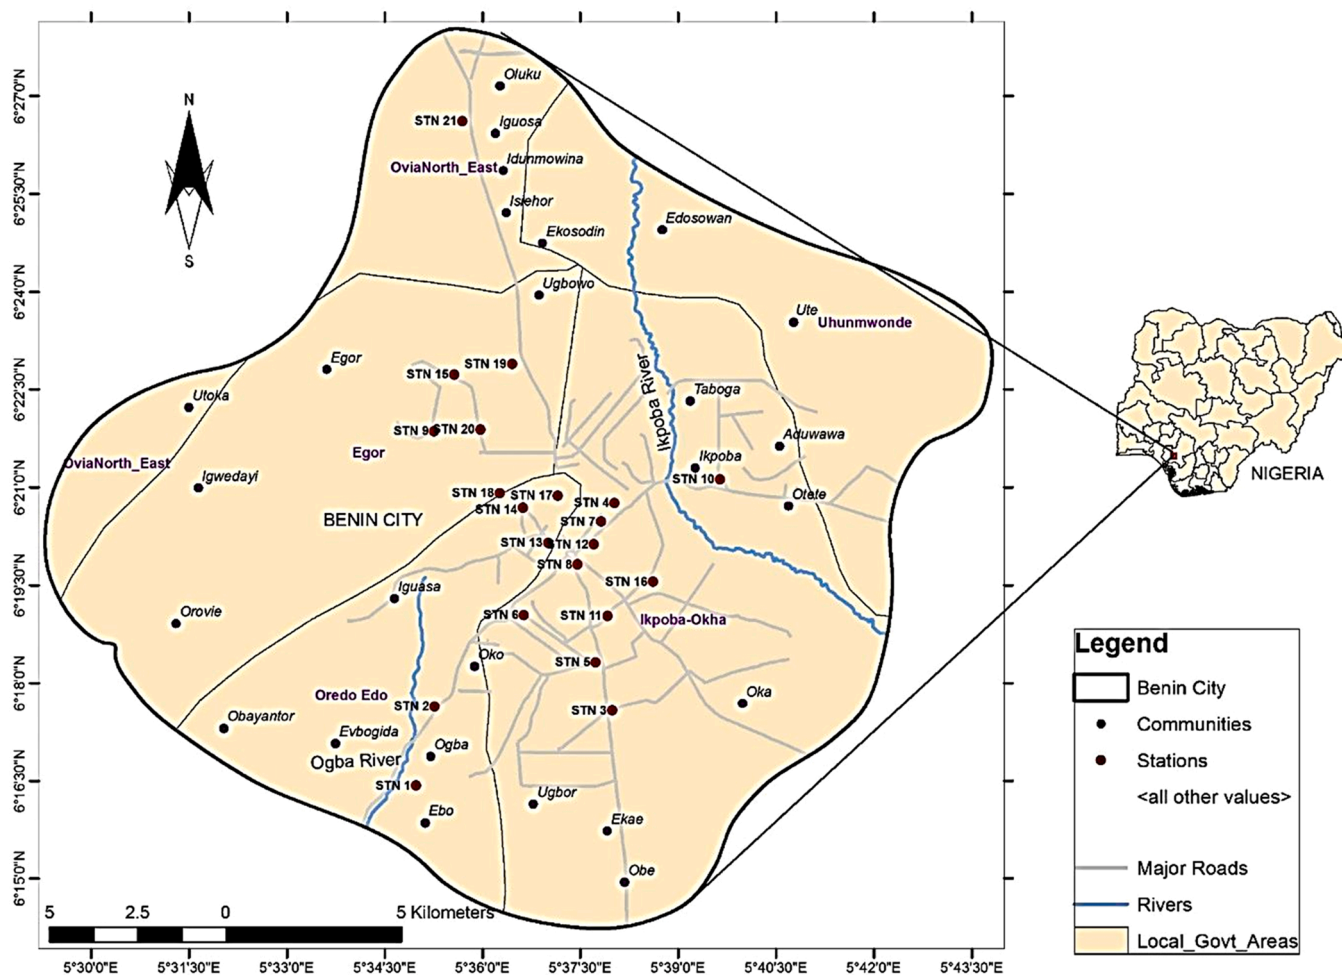 Oluku
6°27'0"N
N
STN 21
Iguosa
OviaNorth_East
Idunmowina
6°25'30"N
Isiehor
Edosowan
Ekosodin
S
6°24'0"N
Ugbowo
Ute
Uhunmwonde
Egor
STN 19
STN 15
6°22'30"N
Utoka
Taboga
Ikpoba River
STN 9
STN 20
Aduwawa
Egor
OviaNorth_East
Ikpoba
Igwedayi
STN 10
NIGERIA
6°21'0"N
STN 18
STN 17
STN 4
Otete
STN 14
BENIN CITY
STN 7
STN 13
STN 12
STN 8
6°19'30"N
Iguasa
STN 16
Orovie
STN 6
STN 11
Ikpoba-Okha
Legend
Oko
STN 5
6°18'0"N
Benin City
Oredo Edo
Oka
STN 2
STN 3
Obayantor
Communities
Evbogida
Ogba
Ogba River
Stations
6°16'30"N
STN 1
Ugbor
<all other values>
Ebo
Ekae
Obe
Major Roads
6°15'0"N
Rivers
5
2.5
0
5 Kilometers
Local_Govt_Areas
5°30'0"E
5°31'30"E
5°33'0"E
5°34'30"E
5°36'0"E
5°37'30"E
5°39'0"E
5°40'30"E
5°42'0"E
5°43'30"E